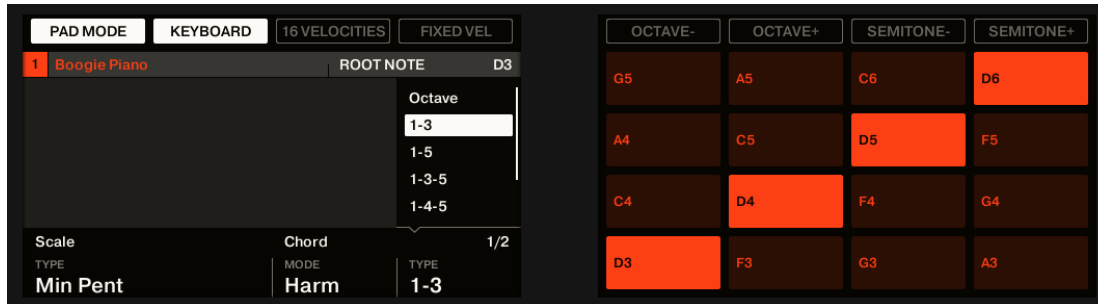 PAD MODE KEYBOARD 16 VELOCITIES FIXED VEL
1 Boogie Piano ROOT NOTE D3
Octave
1-3
1-5
1-3-5
1-4-5
Scale Chord 1/2
TYPE MODE TYPE
Min Pent Harm 1-3
OCTAVE- OCTAVE+ SEMITONE- SEMITONE+
G5 A5 C6 D6
A4 C5 D5 F5
C4 D4 F4 G4
D3 F3 G3 A3